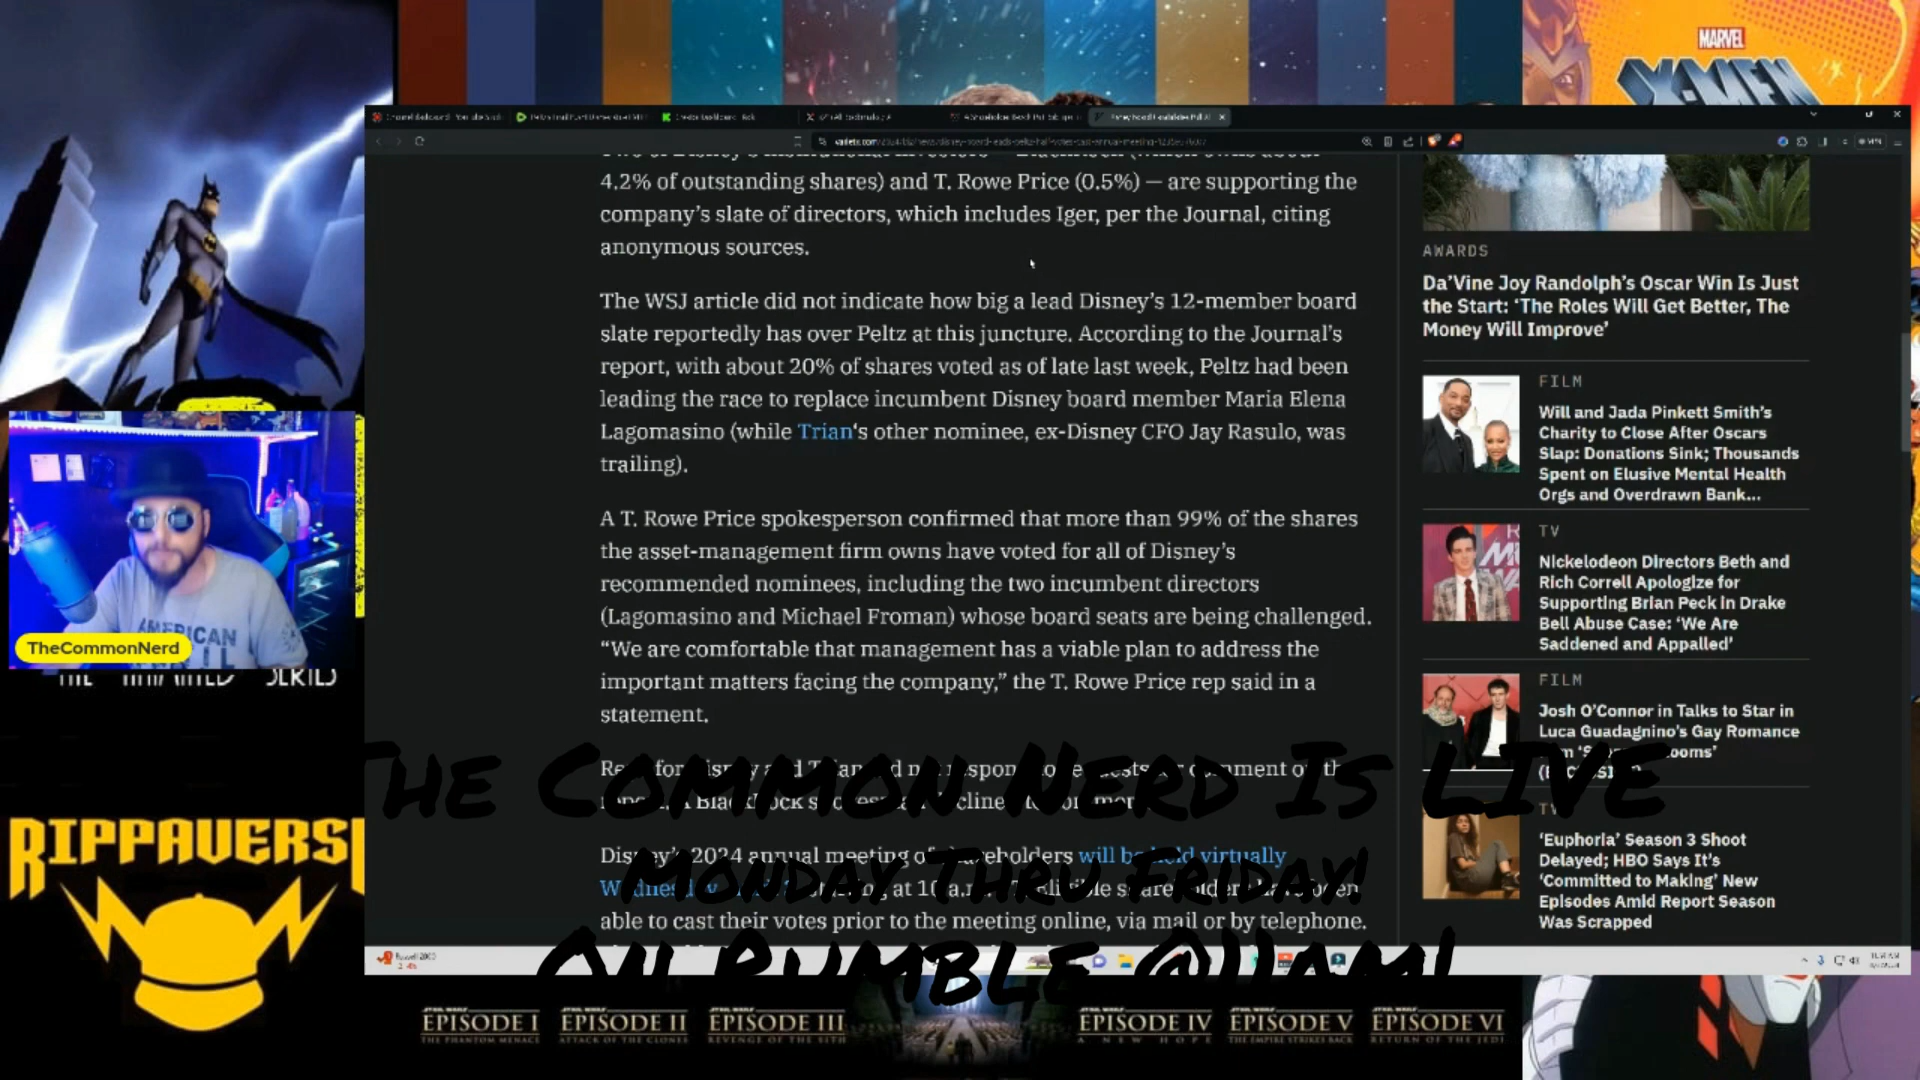 MARVEL
X-MEN
4.2% of outstanding shares) and T. Rowe Price (0.5%) — are supporting the
company's slate of directors, which includes Iger, per the Journal, citing
anonymous sources.
The WSJ article did not indicate how big a lead Disney's 12-member board
slate reportedly has over Peltz at this juncture. According to the Journal's
report, with about 20% of shares voted as of late last week, Peltz had been
leading the race to replace incumbent Disney board member Maria Elena
Lagomasino (while Trian's other nominee, ex-Disney CFO Jay Rasulo, was
trailing).
A T. Rowe Price spokesperson confirmed that more than 99% of the shares
the asset-management firm owns have voted for all of Disney's
recommended nominees, including the two incumbent directors
(Lagomasino and Michael Froman) whose board seats are being challenged.
“We are comfortable that management has a viable plan to address the
important matters facing the company,” the T. Rowe Price rep said in a
statement.
Disney's 2024 annual meeting of shareholders will be held virtually
able to cast their votes prior to the meeting online, via mail or by telephone.
AWARDS
Da'Vine Joy Randolph's Oscar Win Is Just
the Start: ‘The Roles Will Get Better, The
Money Will Improve’
FILM
Will and Jada Pinkett Smith's
Charity to Close After Oscars
Slap: Donations Sink; Thousands
Spent on Elusive Mental Health
Orgs and Overdrawn Bank...
TV
Nickelodeon Directors Beth and
Rich Correll Apologize for
Supporting Brian Peck in Drake
Bell Abuse Case: ‘We Are
Saddened and Appalled’
FILM
Josh O'Connor in Talks to Star in
Luca Guadagnino's Gay Romance
TV
‘Euphoria’ Season 3 Shoot
Delayed; HBO Says It's
‘Committed to Making’ New
Episodes Amid Report Season
Was Scrapped
The Common Nerd Is LIVE
Monday Thru Friday!
On Rumble @11am!
AMERICAN
TheCommonNerd
RIPPAVERSE
EPISODE I
THE PHANTOM MENACE
EPISODE II
ATTACK OF THE CLONES
EPISODE III
REVENGE OF THE SITH
EPISODE IV
A NEW HOPE
EPISODE V
THE EMPIRE STRIKES BACK
EPISODE VI
RETURN OF THE JEDI